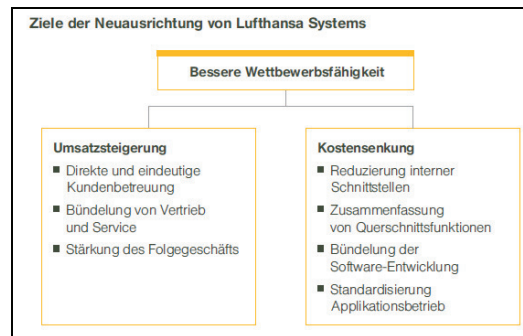 Ziele der Neuausrichtung von Lufthansa Systems
Bessere Wettbewerbsfähigkeit
Umsatzsteigerung
■ Direkte und eindeutige
Kundenbetreuung
■ Bündelung von Vertrieb
und Service
■ Stärkung des Folgegeschäfts
Kostensenkung
■ Reduzierung interner
Schnittstellen
■ Zusammenfassung
von Querschnittsfunktionen
■ Bündelung der
Software-Entwicklung
■ Standardisierung
Applikationsbetrieb